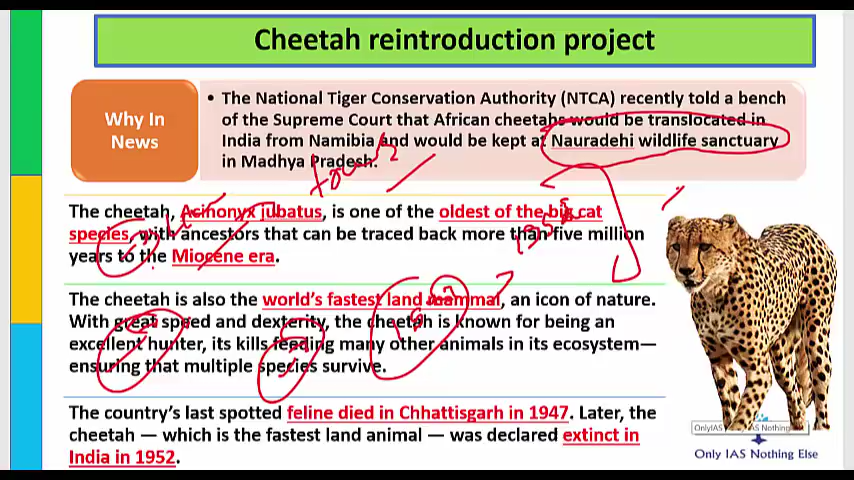 Cheetah reintroduction project
Why In
News
• The National Tiger Conservation Authority (NTCA) recently told a bench
of the Supreme Court that African cheetahs would be translocated in
India from Namibia and would be kept at Nauradehi wildlife sanctuary
in Madhya Pradesh.
The cheetah, Acinonyx jubatus, is one of the oldest of the big cat
species, with ancestors that can be traced back more than five million
years to the Miocene era.
The cheetah is also the world's fastest land mammal, an icon of nature.
With great speed and dexterity, the cheetah is known for being an
excellent hunter, its kills feeding many other animals in its ecosystem—
ensuring that multiple species survive.
The country's last spotted feline died in Chhattisgarh in 1947. Later, the
cheetah — which is the fastest land animal — was declared extinct in
India in 1952.
OnlyIAS Nothing
Only IAS Nothing Else